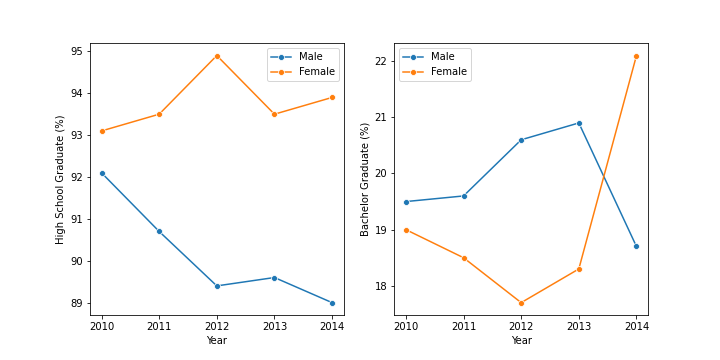 High School Graduate (%)
95
94
93
92
91
90
89
2010 2011 2012 2013 2014
Year
Male
Female
Bachelor Graduate (%)
22
21
20
19
18
2010 2011 2012 2013 2014
Year
Male
Female